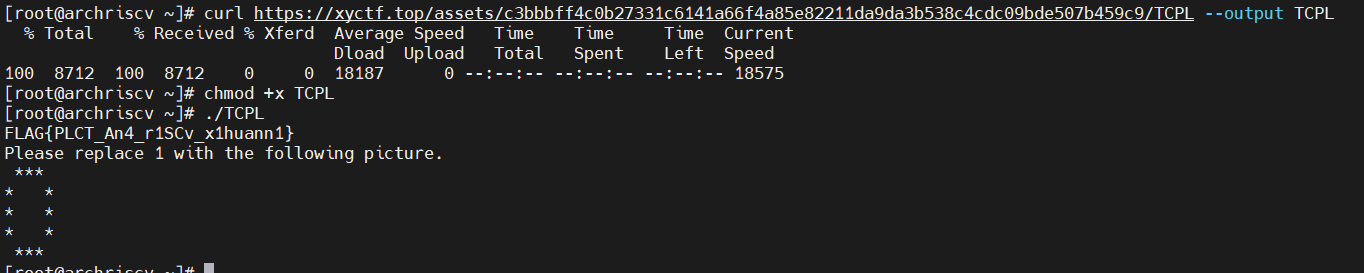 [root@archriscv ~]# curl https://xyctf.top/assets/c3bbbff4c0b27331c6141a66f4a85e82211da9da3b538c4cdc09bde507b459c9/TCPL --output TCPL
  % Total    % Received % Xferd  Average Speed   Time    Time     Time  Current
                                 Dload  Upload   Total   Spent    Left  Speed
100  8712  100  8712    0     0  18187      0 --:--:-- --:--:-- --:--:-- 18575
[root@archriscv ~]# chmod +x TCPL
[root@archriscv ~]# ./TCPL
FLAG{PLCT_An4_r1SCv_x1huann1}
Please replace 1 with the following picture.
 ***
*   *
*   *
*   *
 ***
[root@archriscv ~]#